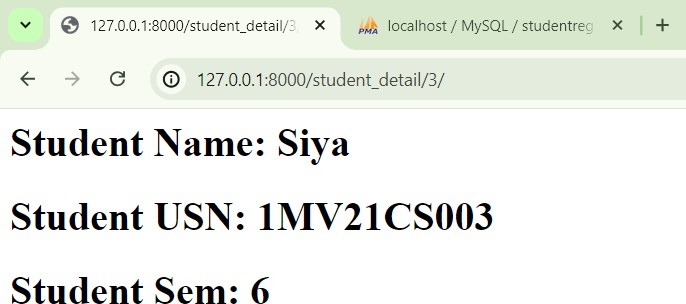 127.0.0.1:8000/student_detail/3
PMA localhost / MySQL / studentreg
127.0.0.1:8000/student_detail/3/
Student Name: Siya
Student USN: 1MV21CS003
Student Sem: 6